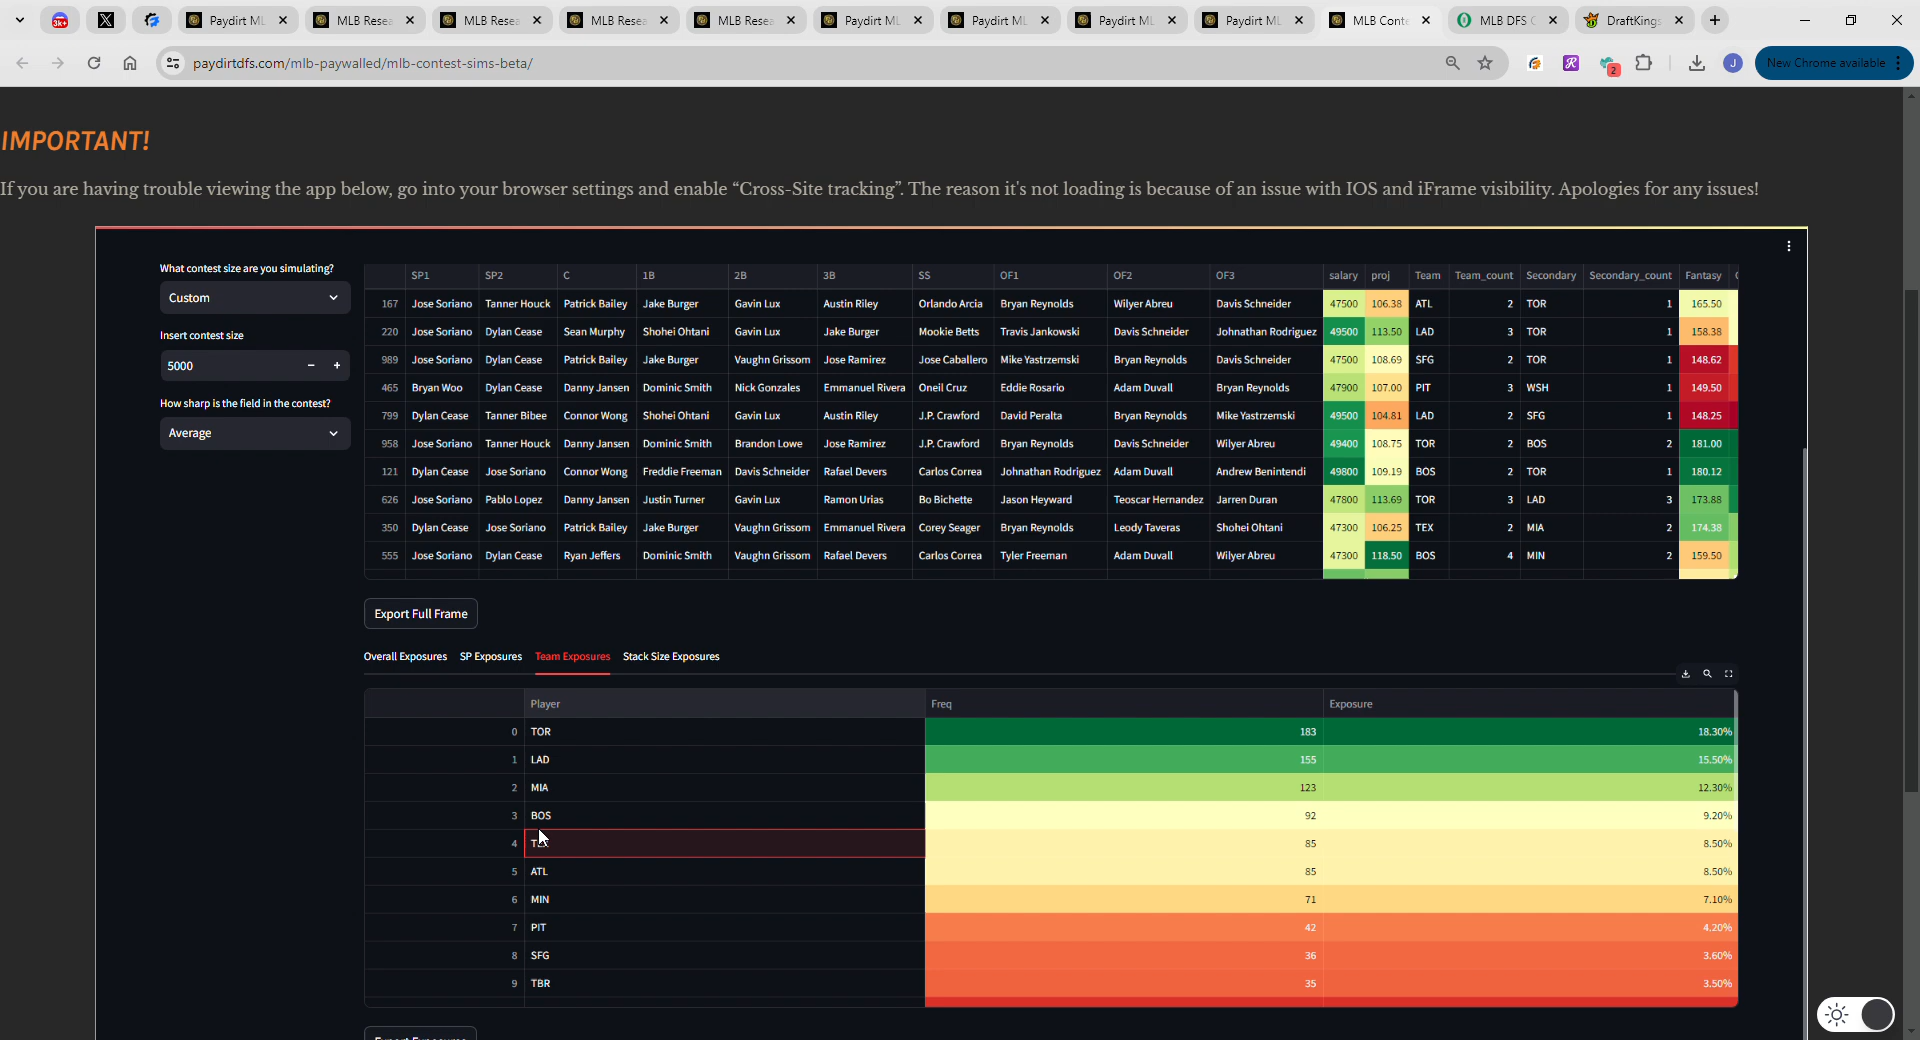 3k+ Paydirt ML MLB Resea MLB Resea MLB Resea MLB Resea Paydirt ML Paydirt ML Paydirt ML Paydirt ML MLB Conte MLB DFS DraftKing
paydirtdfs.com/mlb-paywalled/mlb-contest-sims-beta/ 2 J New Chrome available
IMPORTANT!
If you are having trouble viewing the app below, go into your browser settings and enable “Cross-Site tracking”. The reason it's not loading is because of an issue with IOS and iFrame visibility. Apologies for any issues!
What contest size are you simulating?
Custom
Insert contest size
5000
How sharp is the field in the contest?
Average
SP1 SP2 C 1B 2B 3B SS OF1 OF2 OF3 salary proj Team Team_count Secondary Secondary_count Fantasy
167 Jose Soriano Tanner Houck Patrick Bailey Jake Burger Gavin Lux Austin Riley Orlando Arcia Bryan Reynolds Wilyer Abreu Davis Schneider 47500 106.38 ATL 2 TOR 1 165.50
220 Jose Soriano Dylan Cease Sean Murphy Shohei Ohtani Gavin Lux Jake Burger Mookie Betts Travis Jankowski Davis Schneider Johnathan Rodriguez 49500 113.50 LAD 3 TOR 1 158.38
989 Jose Soriano Dylan Cease Patrick Bailey Jake Burger Vaughn Grissom Jose Ramirez Jose Caballero Mike Yastrzemski Bryan Reynolds Davis Schneider 47500 108.69 SFG 2 TOR 1 148.62
465 Bryan Woo Dylan Cease Danny Jansen Dominic Smith Nick Gonzales Emmanuel Rivera Oneil Cruz Eddie Rosario Adam Duvall Bryan Reynolds 47900 107.00 PIT 3 WSH 1 149.50
799 Dylan Cease Tanner Bibee Connor Wong Shohei Ohtani Gavin Lux Austin Riley J.P. Crawford David Peralta Bryan Reynolds Mike Yastrzemski 49500 104.81 LAD 2 SFG 1 148.25
958 Jose Soriano Tanner Houck Danny Jansen Dominic Smith Brandon Lowe Jose Ramirez J.P. Crawford Bryan Reynolds Davis Schneider Wilyer Abreu 49400 108.75 TOR 2 BOS 2 181.00
121 Dylan Cease Jose Soriano Connor Wong Freddie Freeman Davis Schneider Rafael Devers Carlos Correa Johnathan Rodriguez Adam Duvall Andrew Benintendi 49800 109.19 BOS 2 TOR 1 180.12
626 Jose Soriano Pablo Lopez Danny Jansen Justin Turner Gavin Lux Ramon Urias Bo Bichette Jason Heyward Teoscar Hernandez Jarren Duran 47800 113.69 TOR 3 LAD 3 173.88
350 Dylan Cease Jose Soriano Patrick Bailey Jake Burger Vaughn Grissom Emmanuel Rivera Corey Seager Bryan Reynolds Leody Taveras Shohei Ohtani 47300 106.25 TEX 2 MIA 2 174.38
555 Jose Soriano Dylan Cease Ryan Jeffers Dominic Smith Vaughn Grissom Rafael Devers Carlos Correa Tyler Freeman Adam Duvall Wilyer Abreu 47300 118.50 BOS 4 MIN 2 159.50
Export Full Frame
Overall Exposures SP Exposures Team Exposures Stack Size Exposures
Player Freq Exposure
0 TOR 183 18.30%
1 LAD 155 15.50%
2 MIA 123 12.30%
3 BOS 92 9.20%
4 TEX 85 8.50%
5 ATL 85 8.50%
6 MIN 71 7.10%
7 PIT 42 4.20%
8 SFG 36 3.60%
9 TBR 35 3.50%